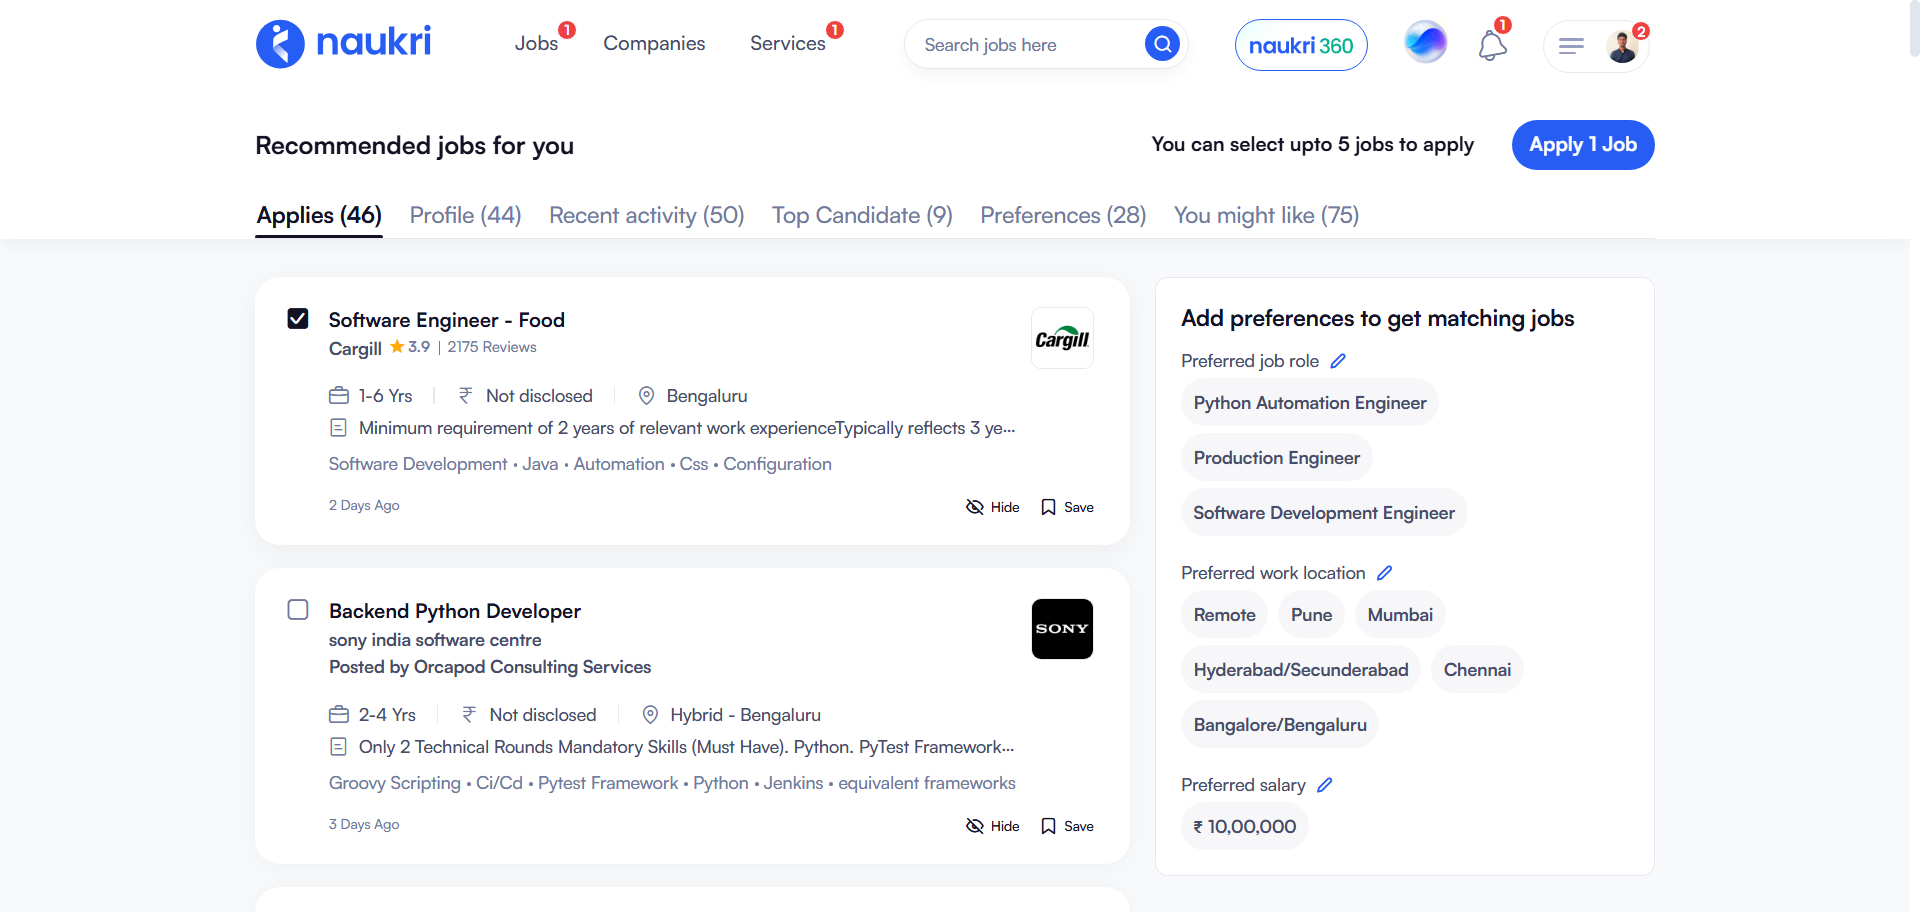 naukri
Jobs 1
Companies
Services 1
Search jobs here
naukri 360
1
2
Recommended jobs for you
You can select upto 5 jobs to apply
Apply 1 Job
Applies (46) Profile (44) Recent activity (50) Top Candidate (9) Preferences (28) You might like (75)
Software Engineer - Food
Cargill 3.9 | 2175 Reviews
Cargill
1-6 Yrs ₹ Not disclosed Bengaluru
Minimum requirement of 2 years of relevant work experienceTypically reflects 3 ye...
Software Development • Java • Automation • Css • Configuration
2 Days Ago
Hide Save
Backend Python Developer
sony india software centre
Posted by Orcapod Consulting Services
SONY
2-4 Yrs ₹ Not disclosed Hybrid - Bengaluru
Only 2 Technical Rounds Mandatory Skills (Must Have). Python. PyTest Framework...
Groovy Scripting • Ci/Cd • Pytest Framework • Python • Jenkins • equivalent frameworks
3 Days Ago
Hide Save
Add preferences to get matching jobs
Preferred job role
Python Automation Engineer
Production Engineer
Software Development Engineer
Preferred work location
Remote Pune Mumbai
Hyderabad/Secunderabad Chennai
Bangalore/Bengaluru
Preferred salary
₹ 10,00,000